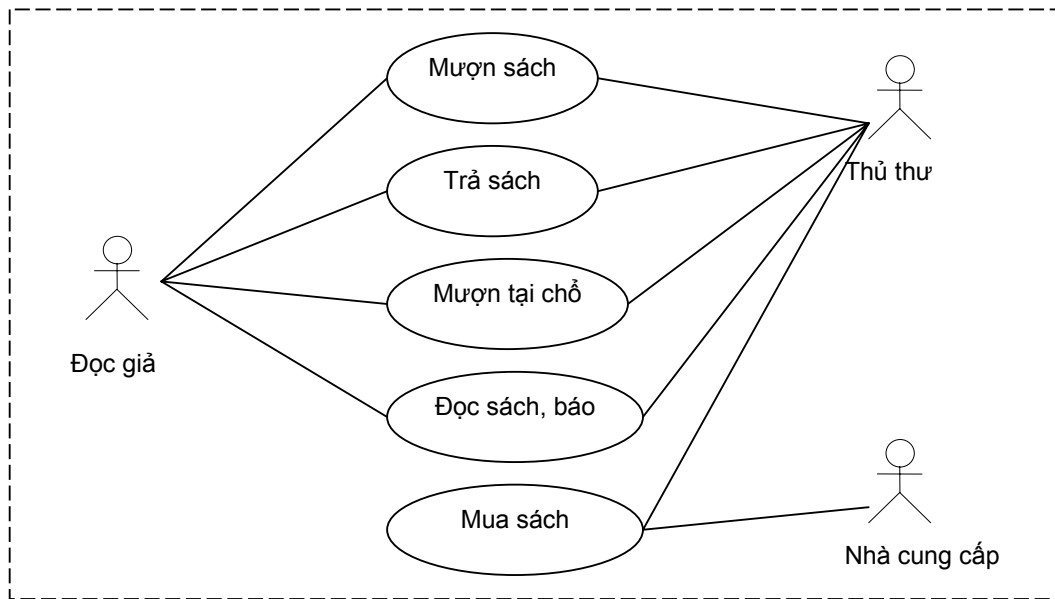 Mượn sách
Thủ thư
Trả sách
Mượn tại chổ
Đọc giả
Đọc sách, báo
Mua sách
Nhà cung cấp